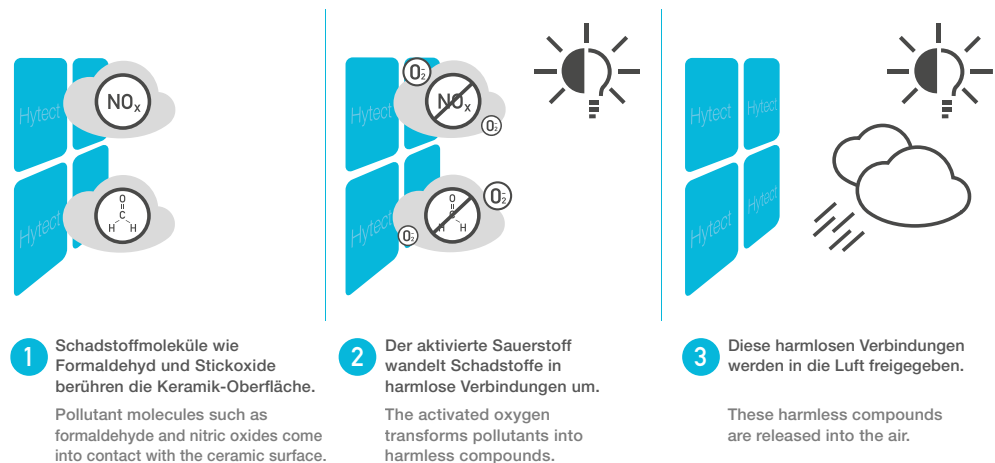 Hytect
NOx
Hytect
O
C
H H
O₂⁻
NOx
O₂⁻
Hytect
O₂⁻
O
C
H H
O₂⁻
Hytect
Hytect
Hytect
Hytect
Hytect
1
Schadstoffmoleküle wie
Formaldehyd und Stickoxide
berühren die Keramik-Oberfläche.
Pollutant molecules such as
formaldehyde and nitric oxides come
into contact with the ceramic surface.
2
Der aktivierte Sauerstoff
wandelt Schadstoffe in
harmlose Verbindungen um.
The activated oxygen
transforms pollutants into
harmless compounds.
3
Diese harmlosen Verbindungen
werden in die Luft freigegeben.
These harmless compounds
are released into the air.